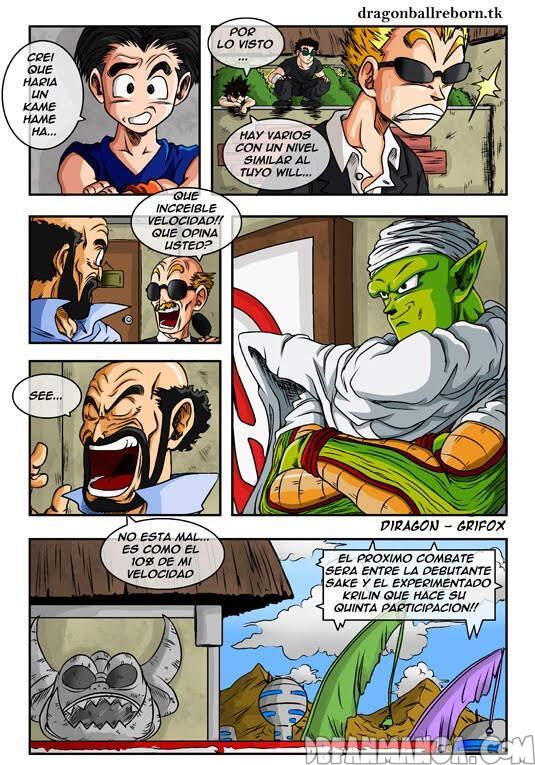 dragonballreborn.tk
CREI
QUE
HARIA
UN
KAME
HAME
HA...
POR
LO VISTO
...
HAY VARIOS
CON UN NIVEL
SIMILAR AL
TUYO WILL...
QUE
INCREIBLE
VELOCIDAD!!
QUE OPINA
USTED?
SEE...
DIRAGON - GRIFOX
NO ESTA MAL...
ES COMO EL
10% DE MI
VELOCIDAD
EL PROXIMO COMBATE
SERA ENTRE LA DEBUTANTE
SAKE Y EL EXPERIMENTADO
KRILIN QUE HACE SU
QUINTA PARTICIPACION!!
DBFANMANGA.COM